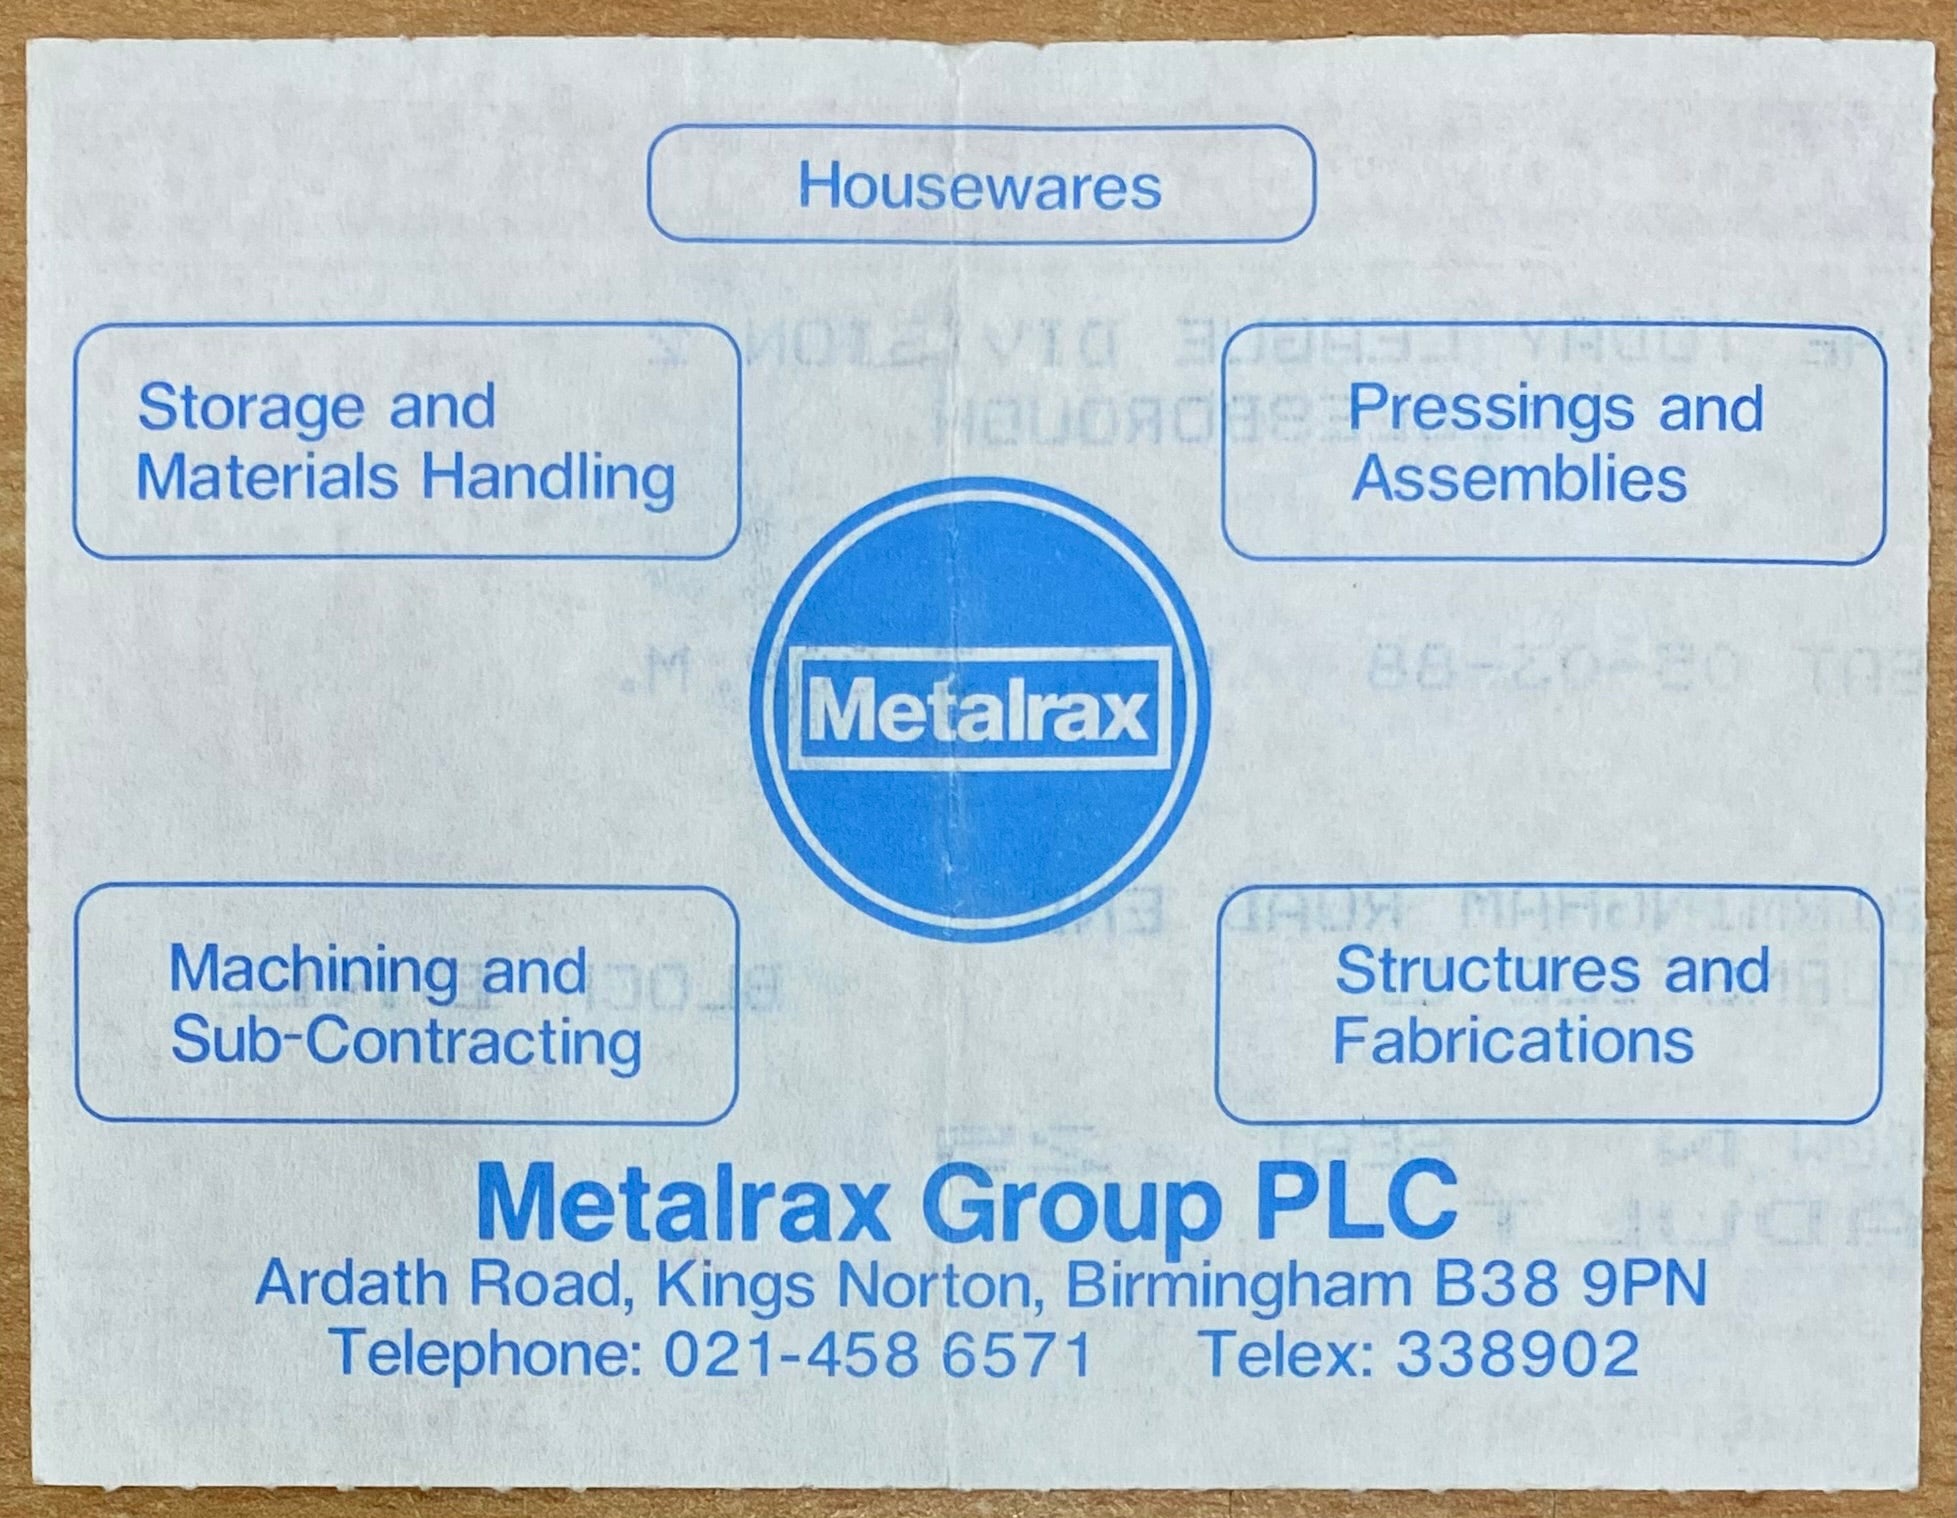 Housewares
Storage and
Materials Handling
Pressings and
Assemblies
Metalrax
Machining and
Sub-Contracting
Structures and
Fabrications
Metalrax Group PLC
Ardath Road, Kings Norton, Birmingham B38 9PN
Telephone: 021-458 6571 Telex: 338902